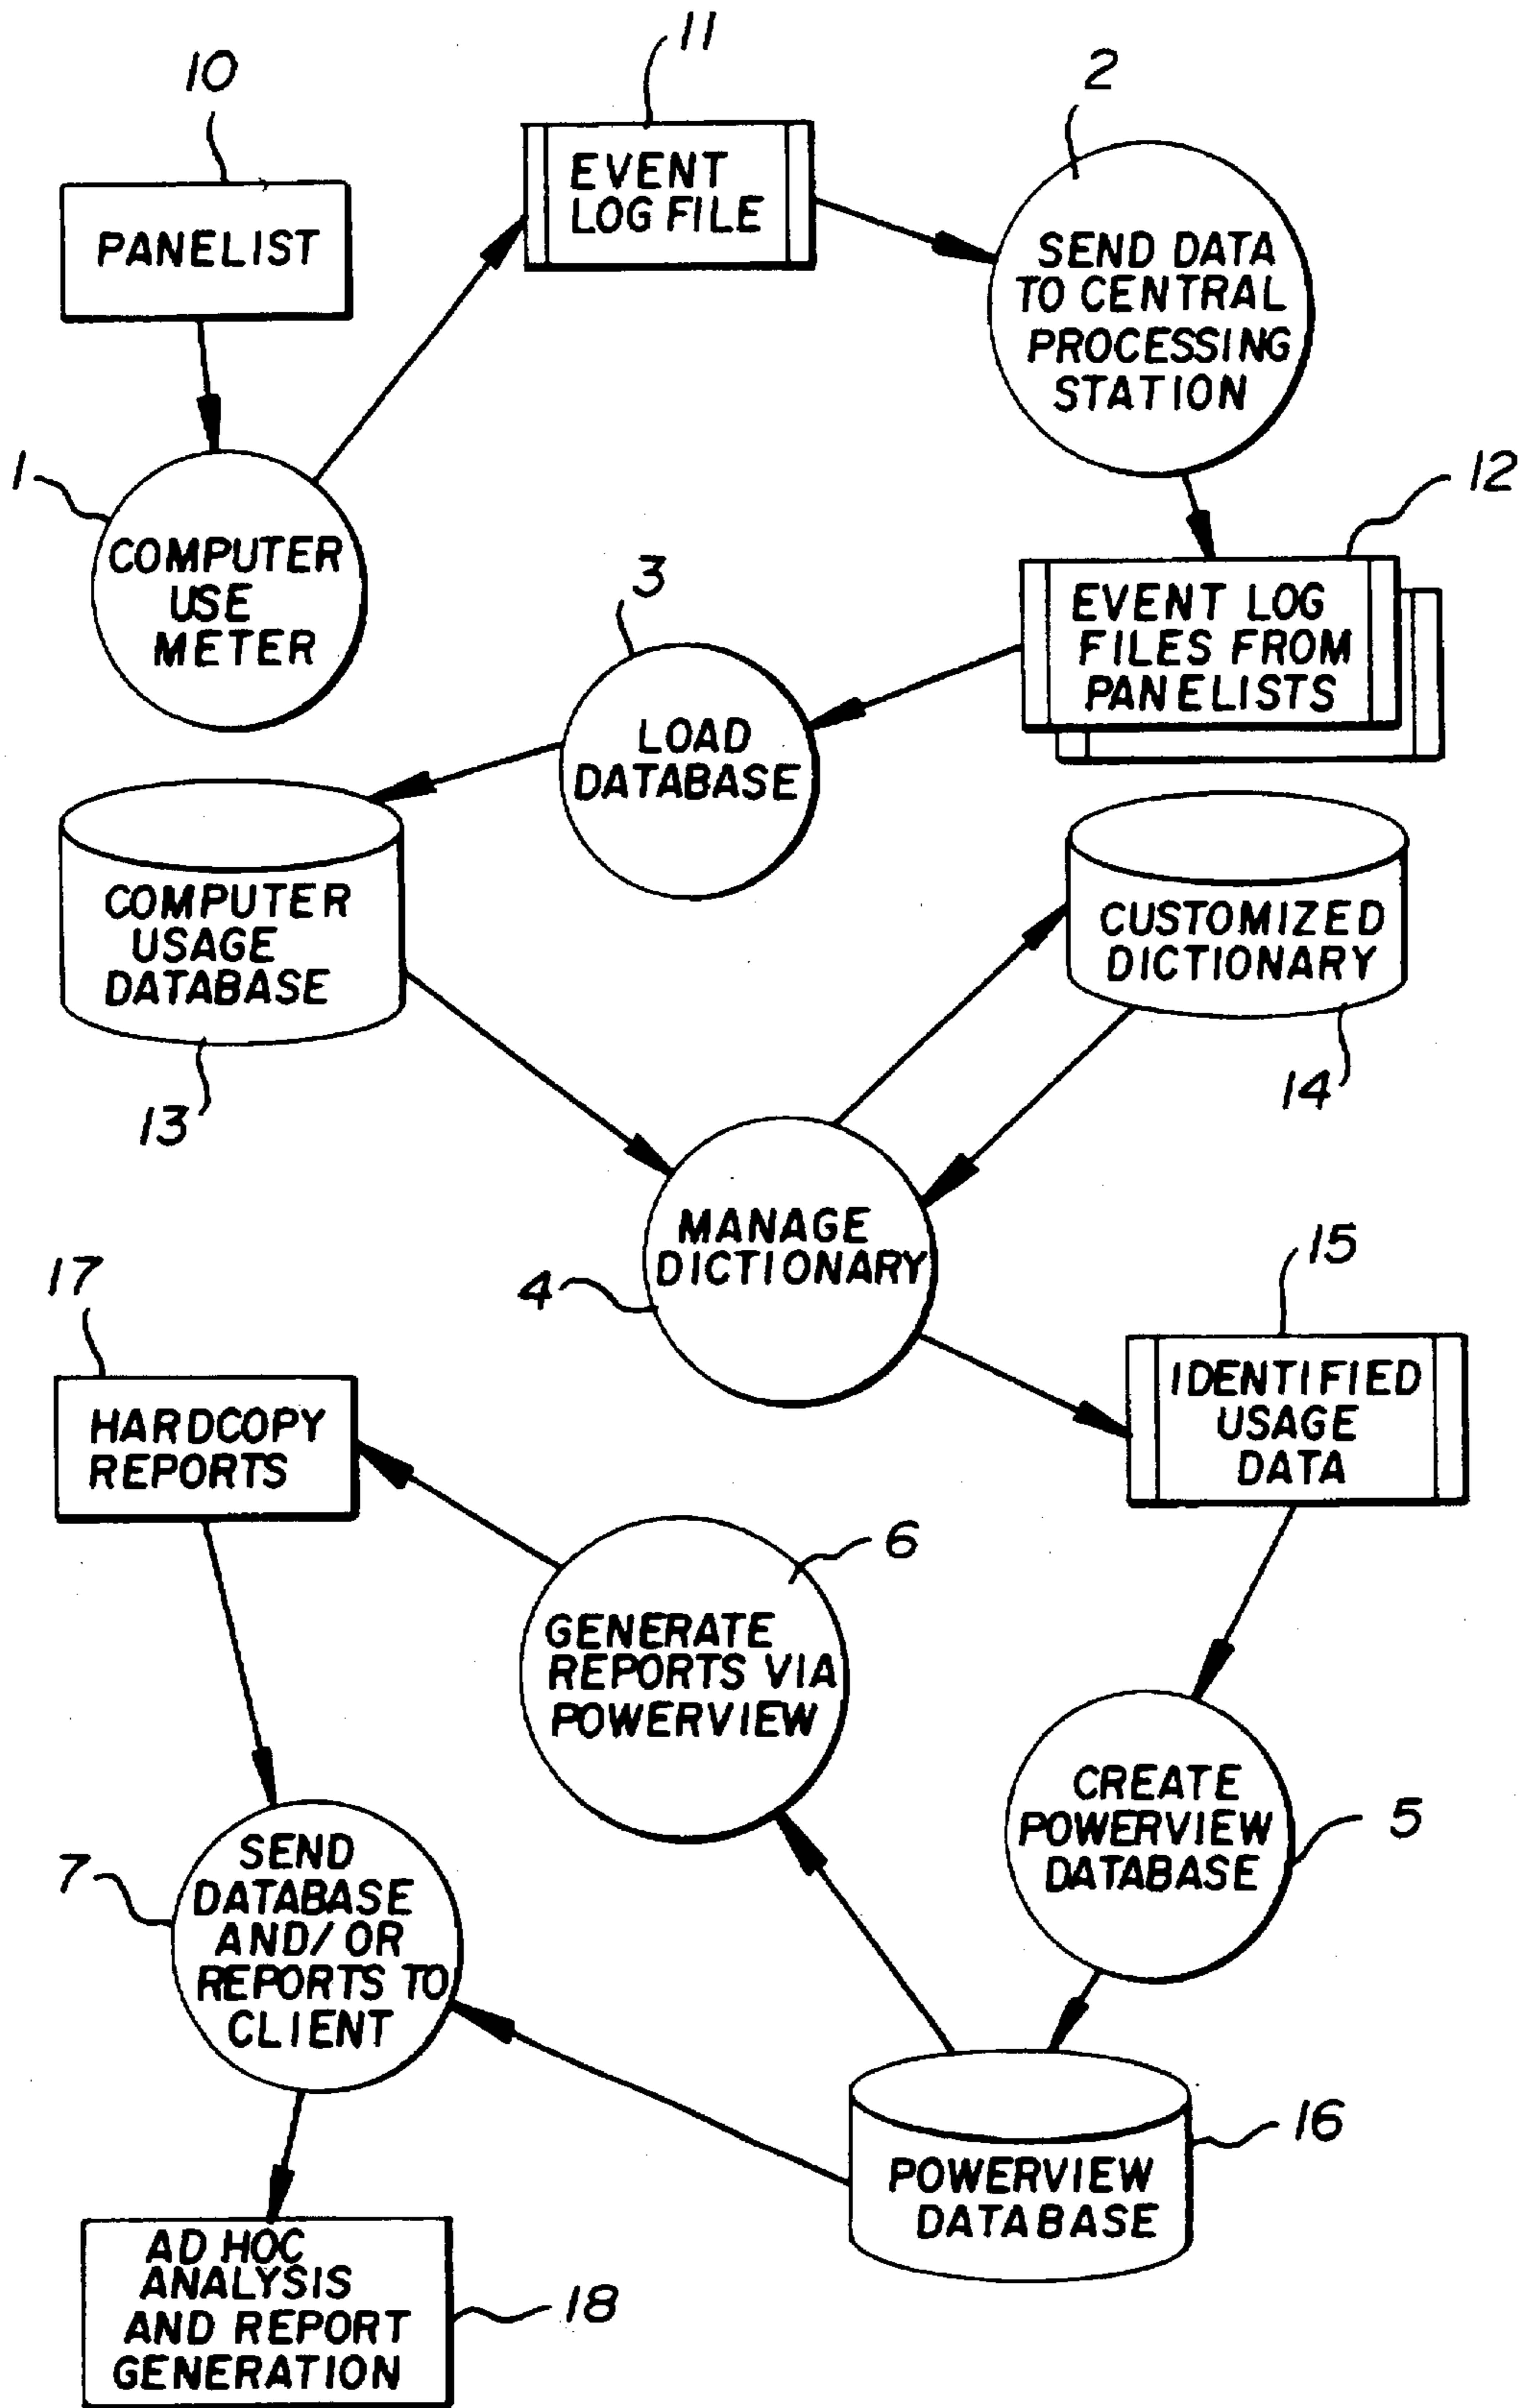 10
11
2
PANELIST
EVENT
LOG FILE
SEND DATA
TO CENTRAL
PROCESSING
STATION
1
COMPUTER
USE
METER
3
12
EVENT LOG
FILES FROM
PANELISTS
LOAD
DATABASE
COMPUTER
USAGE
DATABASE
13
CUSTOMIZED
DICTIONARY
14
MANAGE
DICTIONARY
4
15
IDENTIFIED
USAGE
DATA
17
HARDCOPY
REPORTS
6
GENERATE
REPORTS VIA
POWERVIEW
CREATE
POWERVIEW
DATABASE
5
7
SEND
DATABASE
AND/OR
REPORTS TO
CLIENT
16
POWERVIEW
DATABASE
AD HOC
ANALYSIS
AND REPORT
GENERATION
18